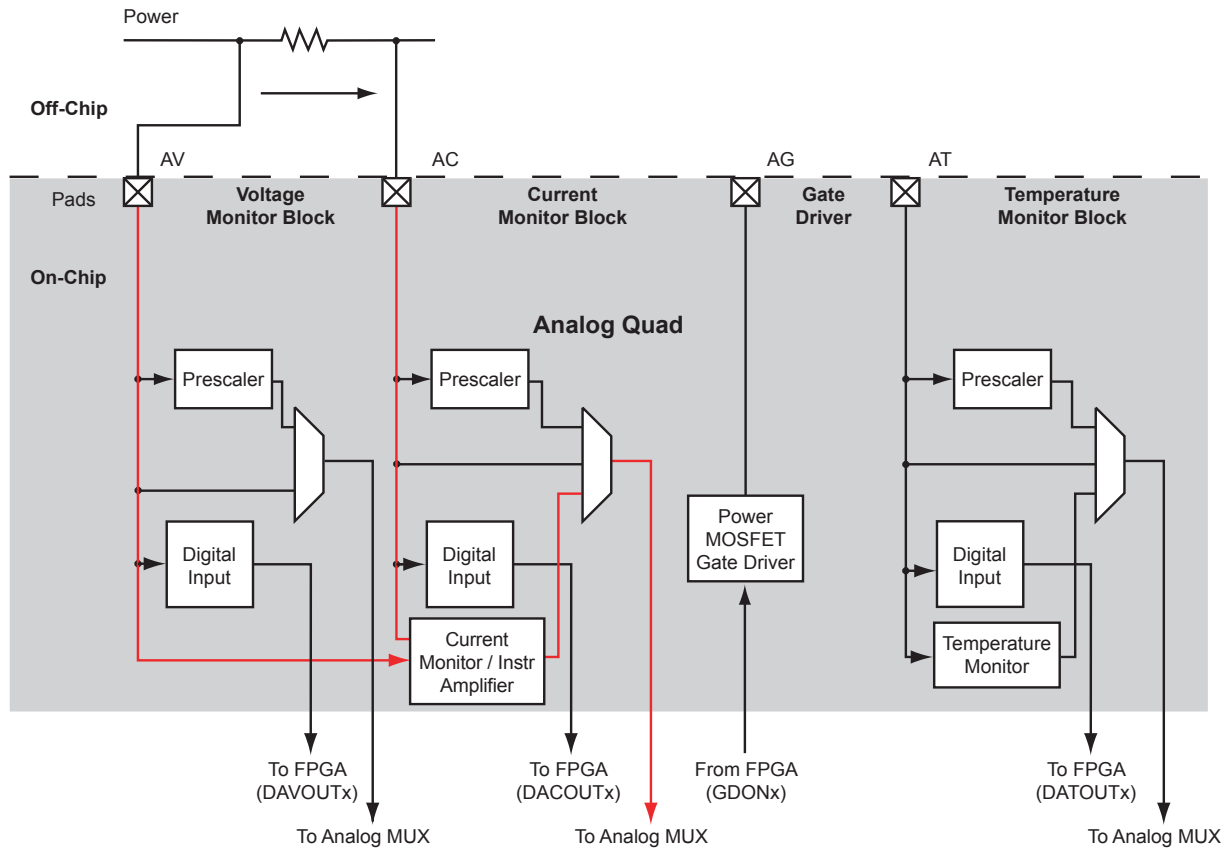 Power
Off-Chip
AV
AC
AG
AT
Pads
Voltage
Monitor Block
Current
Monitor Block
Gate
Driver
Temperature
Monitor Block
On-Chip
Analog Quad
Prescaler
Prescaler
Prescaler
Power
MOSFET
Gate Driver
Digital
Input
Digital
Input
Digital
Input
Current
Monitor / Instr
Amplifier
Temperature
Monitor
To FPGA
(DAVOUTx)
To FPGA
(DACOUTx)
From FPGA
(GDONx)
To FPGA
(DATOUTx)
To Analog MUX
To Analog MUX
To Analog MUX